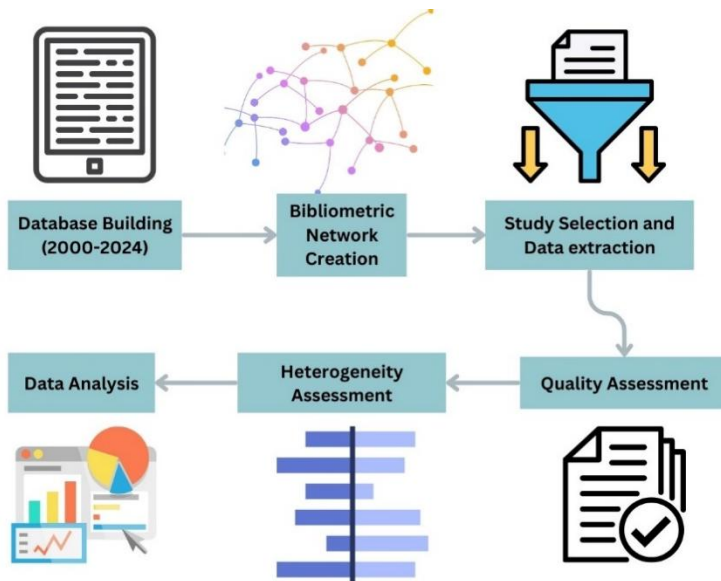 Database Building
(2000-2024)
Bibliometric
Network
Creation
Study Selection and
Data extraction
Quality Assessment
Heterogeneity
Assessment
Data Analysis